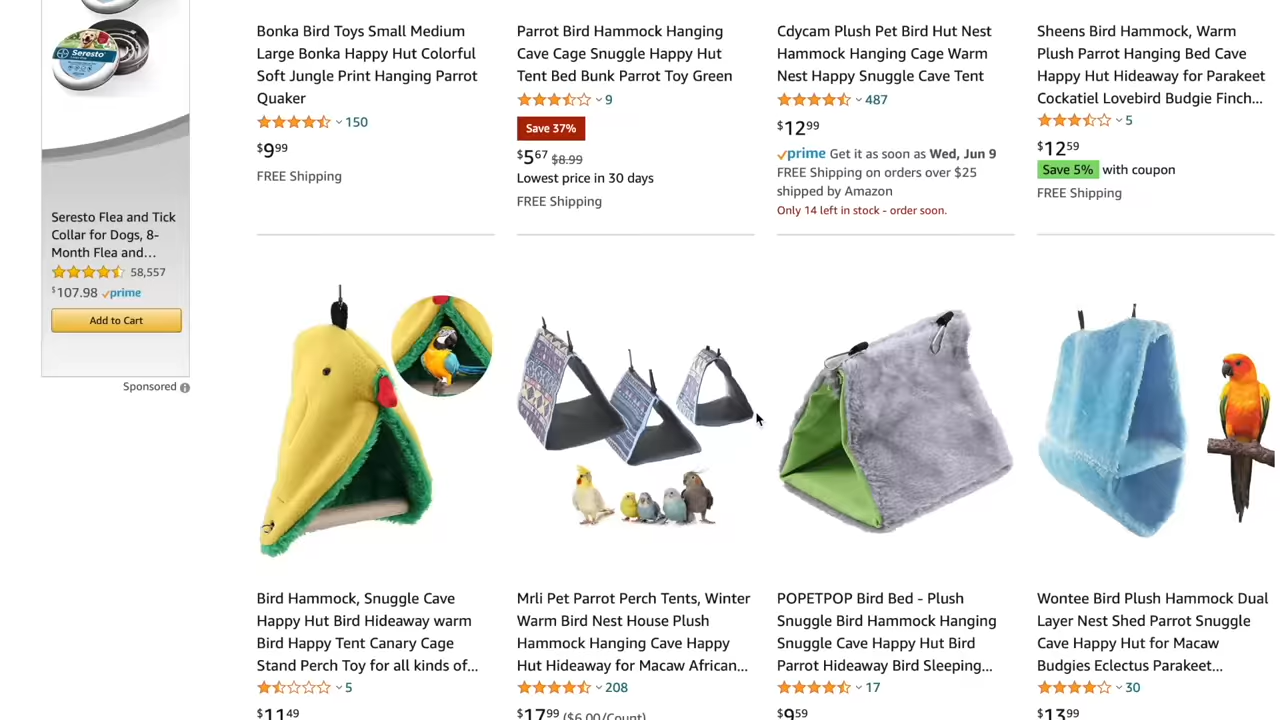 Seresto
Seresto Flea and Tick
Collar for Dogs, 8-
Month Flea and…
58,557
$107.98 prime
Add to Cart
Sponsored
Bonka Bird Toys Small Medium
Large Bonka Happy Hut Colorful
Soft Jungle Print Hanging Parrot
Quaker
150
$9.99
FREE Shipping
Parrot Bird Hammock Hanging
Cave Cage Snuggle Happy Hut
Tent Bed Bunk Parrot Toy Green
9
Save 37%
$5.67 $8.99
Lowest price in 30 days
FREE Shipping
Cdycam Plush Pet Bird Hut Nest
Hammock Hanging Cage Warm
Nest Happy Snuggle Cave Tent
487
$12.99
prime Get it as soon as Wed, Jun 9
FREE Shipping on orders over $25
shipped by Amazon
Only 14 left in stock - order soon.
Sheens Bird Hammock, Warm
Plush Parrot Hanging Bed Cave
Happy Hut Hideaway for Parakeet
Cockatiel Lovebird Budgie Finch...
5
$12.59
Save 5% with coupon
FREE Shipping
Bird Hammock, Snuggle Cave
Happy Hut Bird Hideaway warm
Bird Happy Tent Canary Cage
Stand Perch Toy for all kinds of...
5
$11.49
Mrli Pet Parrot Perch Tents, Winter
Warm Bird Nest House Plush
Hammock Hanging Cave Happy
Hut Hideaway for Macaw African...
208
$17.99 ($6.00/Count)
POPETPOP Bird Bed - Plush
Snuggle Bird Hammock Hanging
Snuggle Cave Happy Hut Bird
Parrot Hideaway Bird Sleeping...
17
$9.59
Wontee Bird Plush Hammock Dual
Layer Nest Shed Parrot Snuggle
Cave Happy Hut for Macaw
Budgies Eclectus Parakeet...
30
$13.99